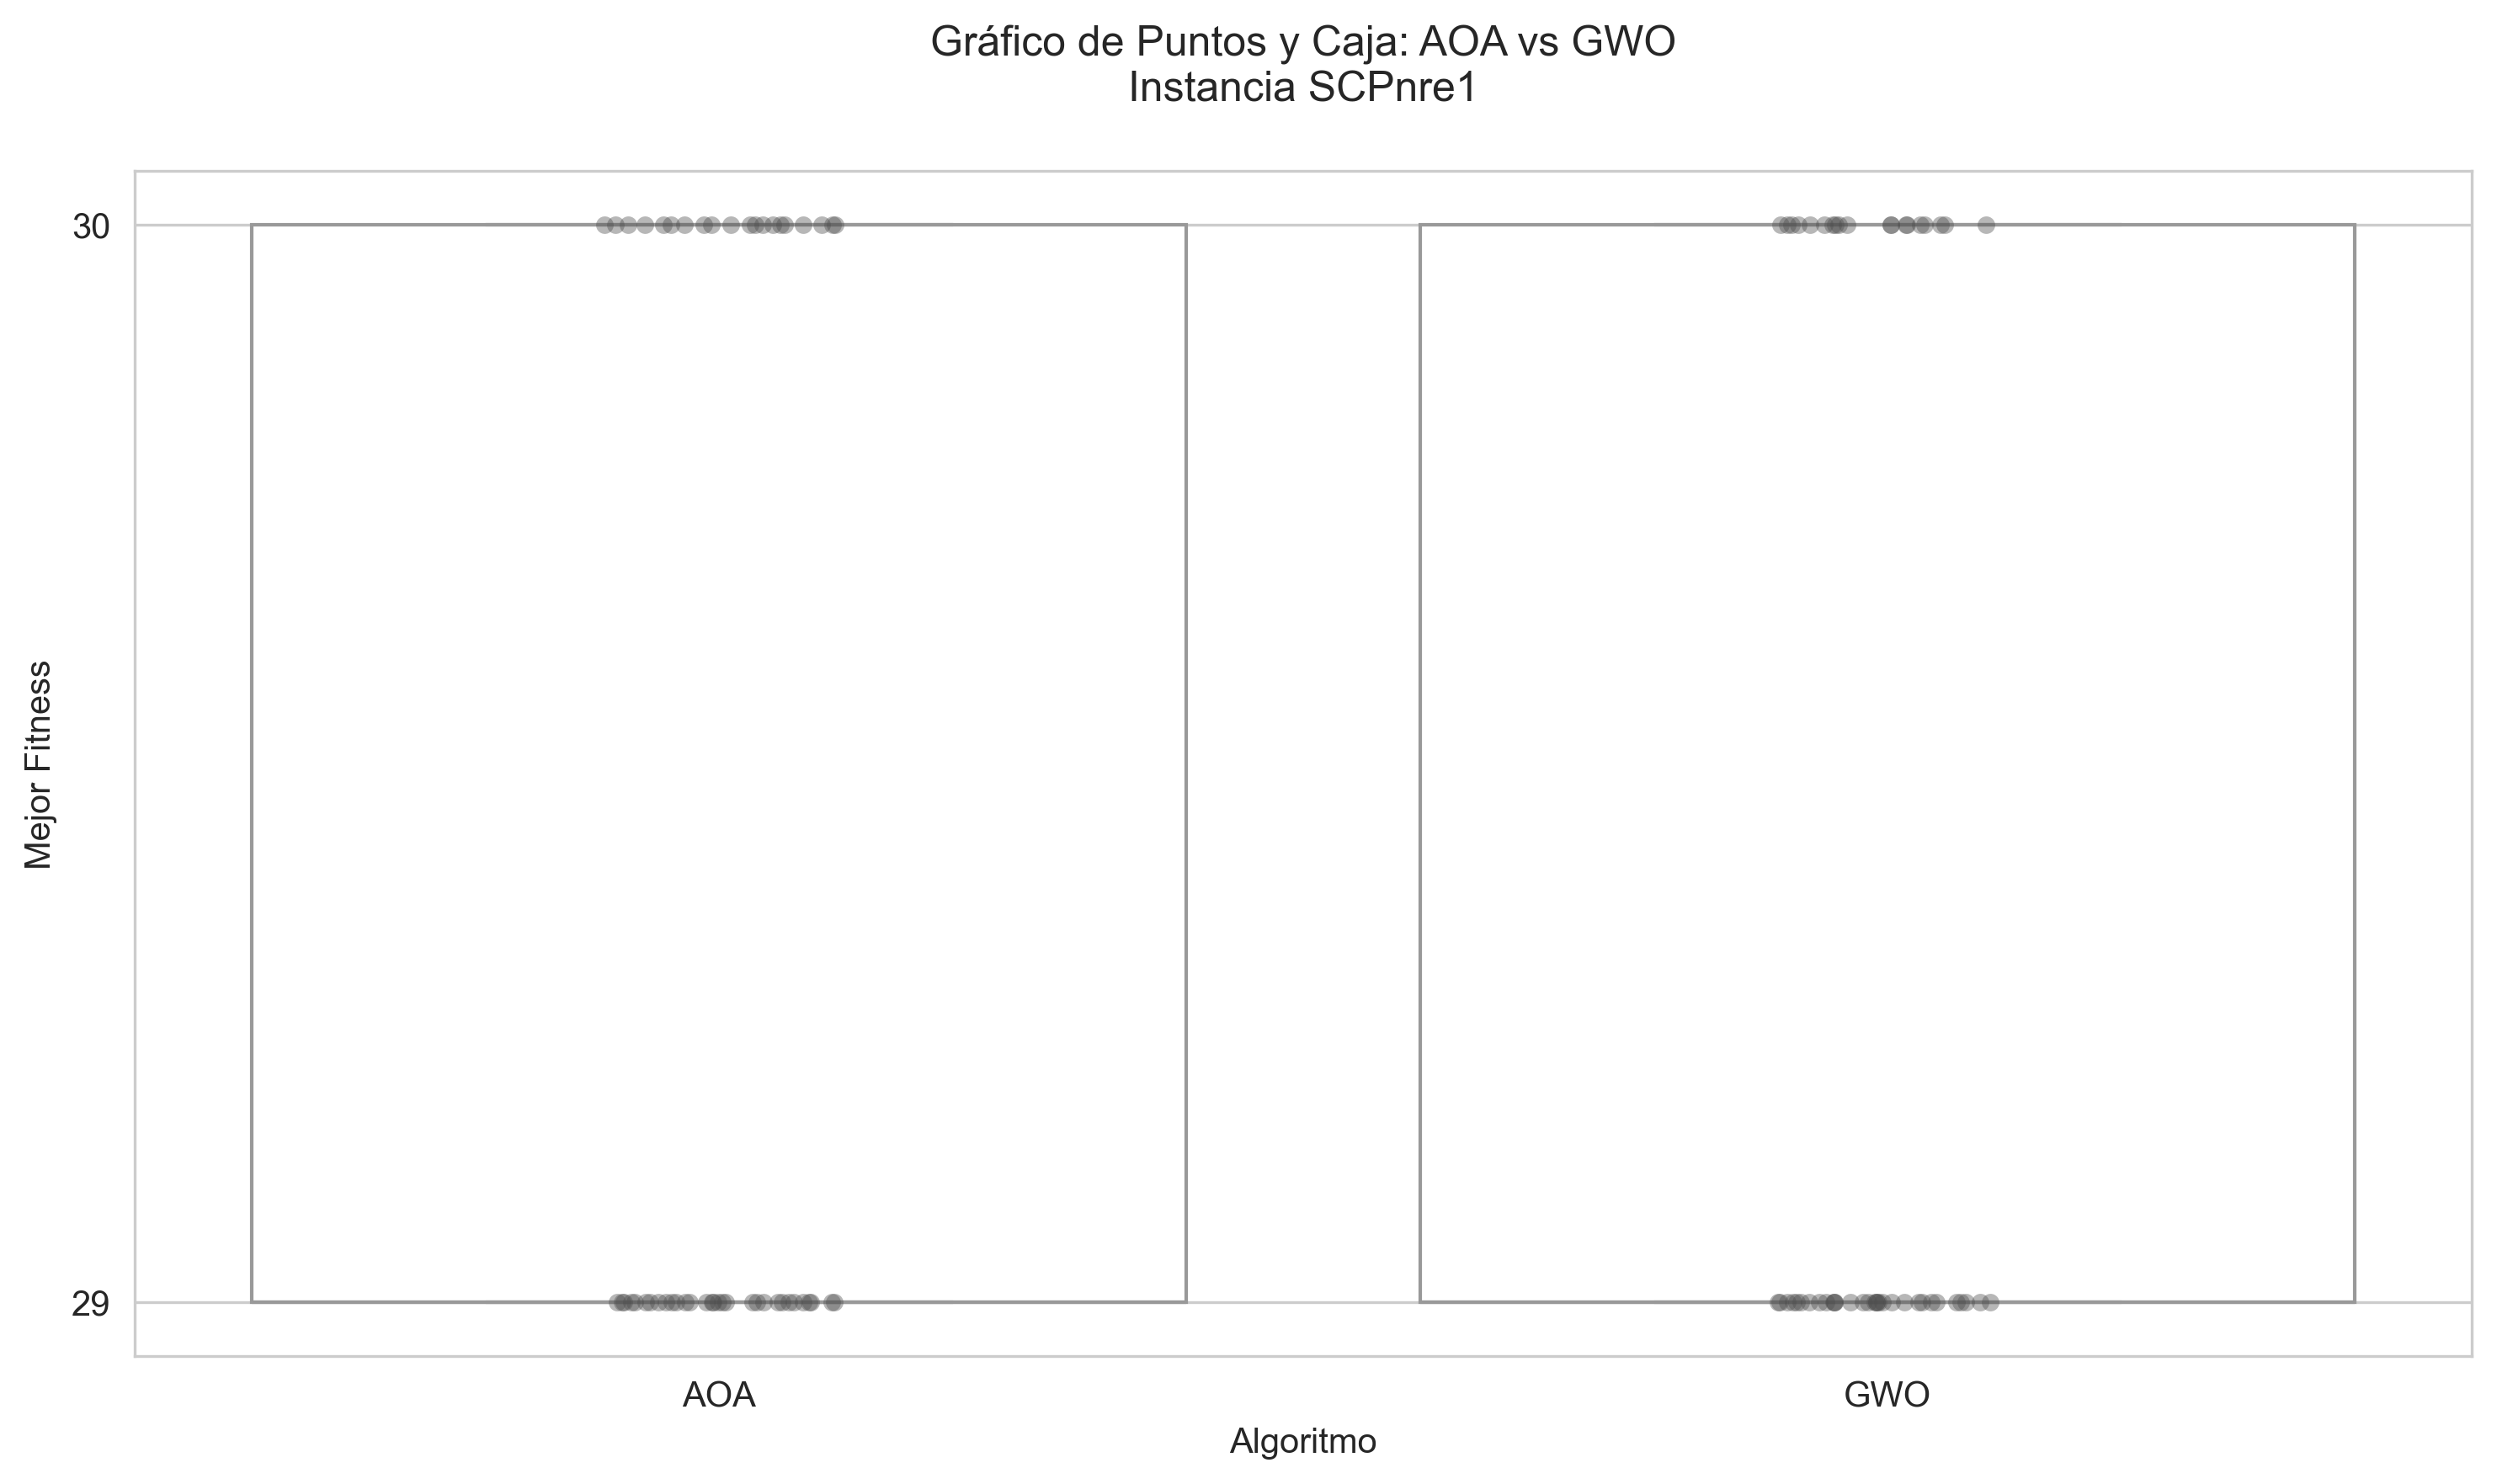 Gráfico de Puntos y Caja: AOA vs GWO
Instancia SCPnre1
30
Mejor Fitness
29
AOA
GWO
Algoritmo